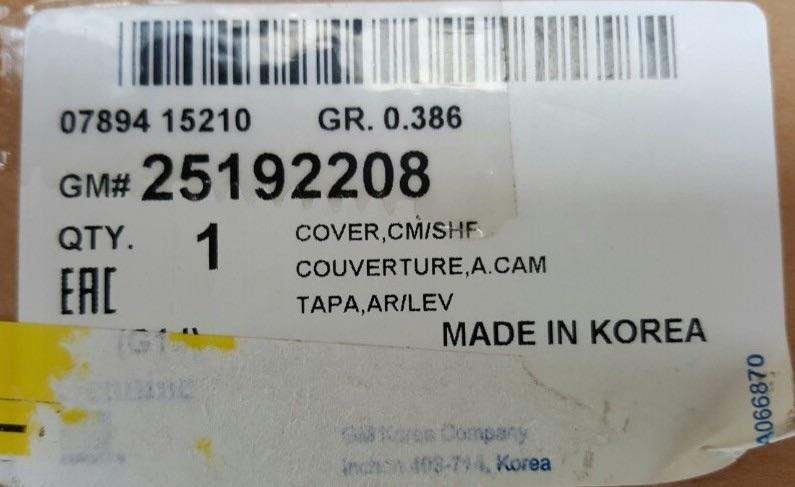 07894 15210 GR. 0.386
GM# 25192208
QTY. 1 COVER,CM/SHF
COUVERTURE,A.CAM
EAC
TAPA,AR/LEV
MADE IN KOREA
A066870
GM Korea Company
Incheon 403-714, Korea